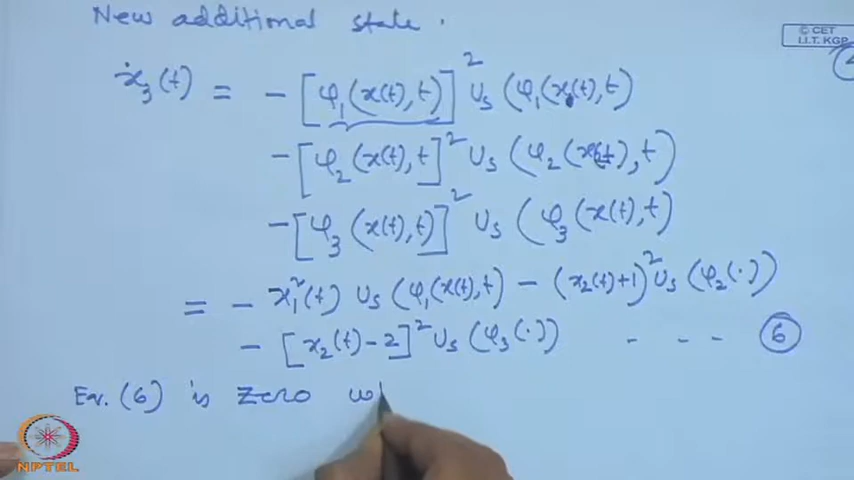 New additional state.
© CET
I.I.T. KGP
ẋ₃(t) = - [φ₁(x(t),t)]² Us (φ₁(x(t),t)
- [φ₂(x(t),t]² Us (φ₂(x(t),t)
- [φ₃(x(t),t)]² Us (φ₃(x(t),t)
= - x₁²(t) Us (φ₁(x(t),t) - (x₂(t)+1)² Us (φ₂(·))
- [x₂(t)-2]² Us (φ₃(·)) - - - ⑥
Eq. (6) is zero
NPTEL